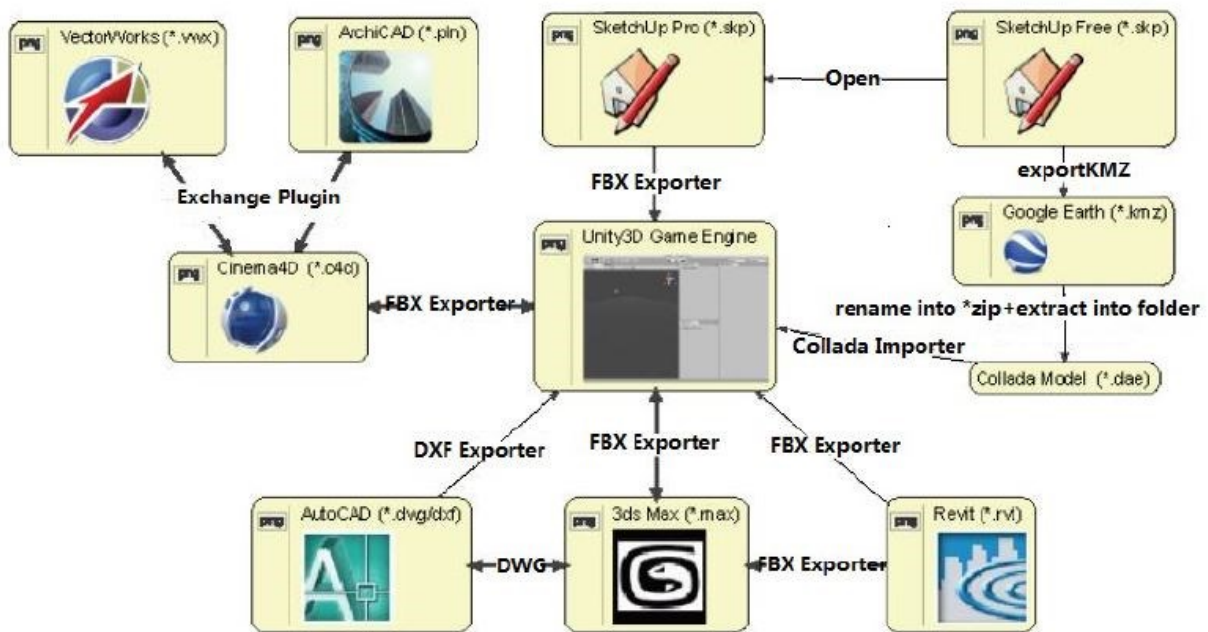 png VectorWorks (*.vwx)
png ArchiCAD (*.pln)
png SketchUp Pro (*.skp)
png SketchUp Free (*.skp)
Open
Exchange Plugin
FBX Exporter
exportKMZ
png Google Earth (*.kmz)
png Unity3D Game Engine
png Cinema4D (*.c4d)
FBX Exporter
rename into *zip+extract into folder
Collada Importer
Collada Model (*.dae)
DXF Exporter
FBX Exporter
FBX Exporter
png AutoCAD (*.dwg/dxf)
png 3ds Max (*.max)
png Revit (*.rvt)
DWG
FBX Exporter